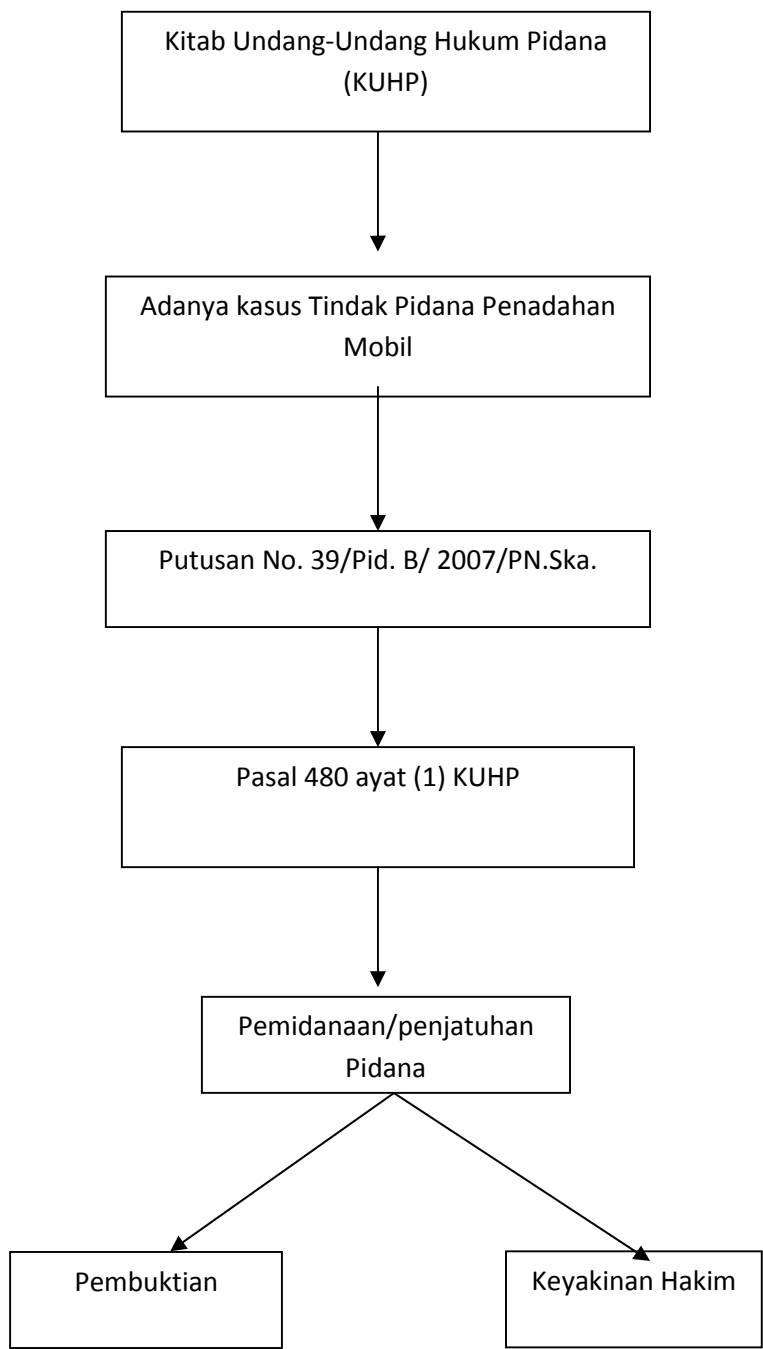 Kitab Undang-Undang Hukum Pidana
(KUHP)
Adanya kasus Tindak Pidana Penadahan
Mobil
Putusan No. 39/Pid. B/ 2007/PN.Ska.
Pasal 480 ayat (1) KUHP
Pemidanaan/penjatuhan
Pidana
Pembuktian
Keyakinan Hakim